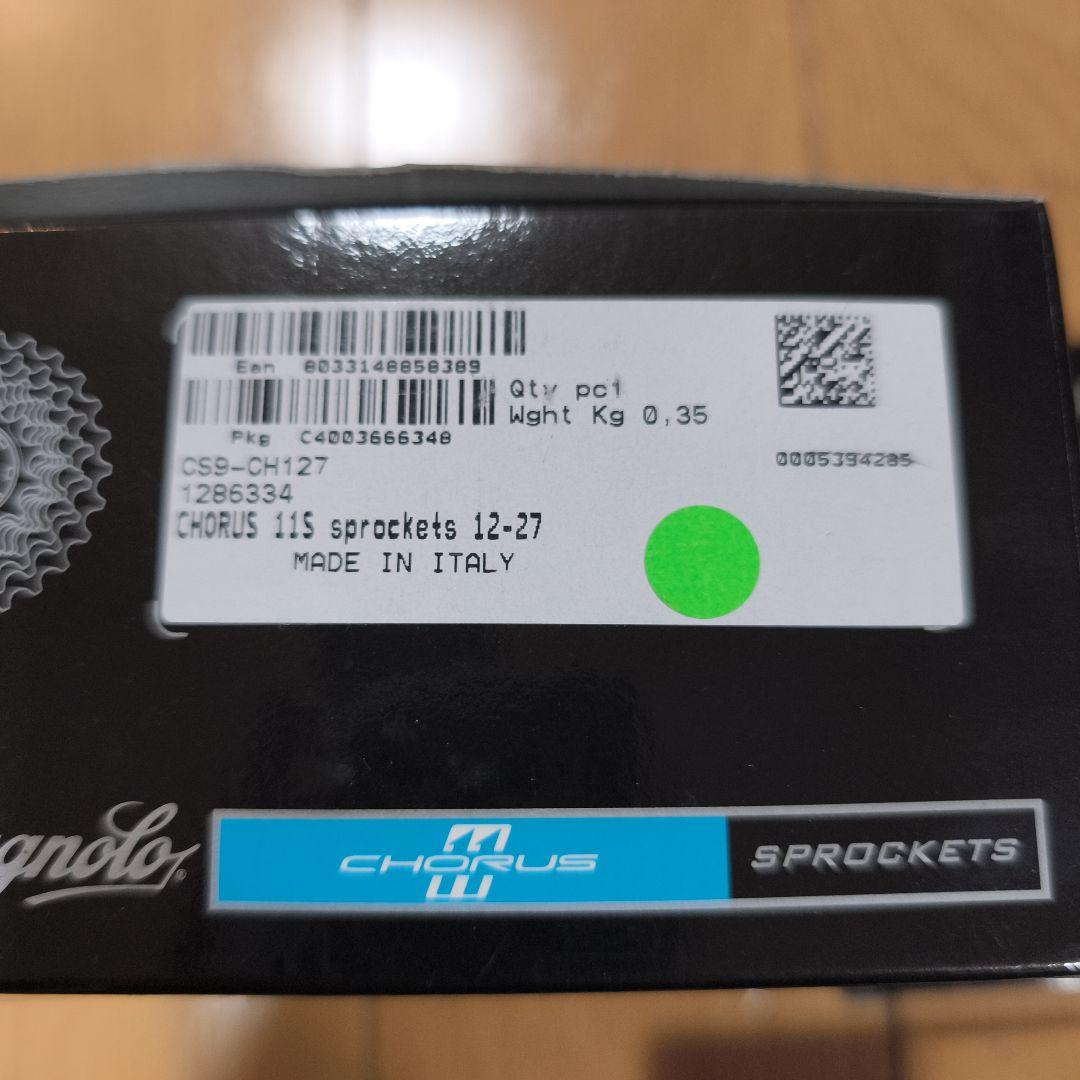 Ean 8033148858389
Qty pc1
Wght Kg 0,35
Pkg C4003666348
0005394285
CS9-CH127
1286334
CHORUS 11S sprockets 12-27
MADE IN ITALY
gnolo®
CHORUS
SPROCKETS